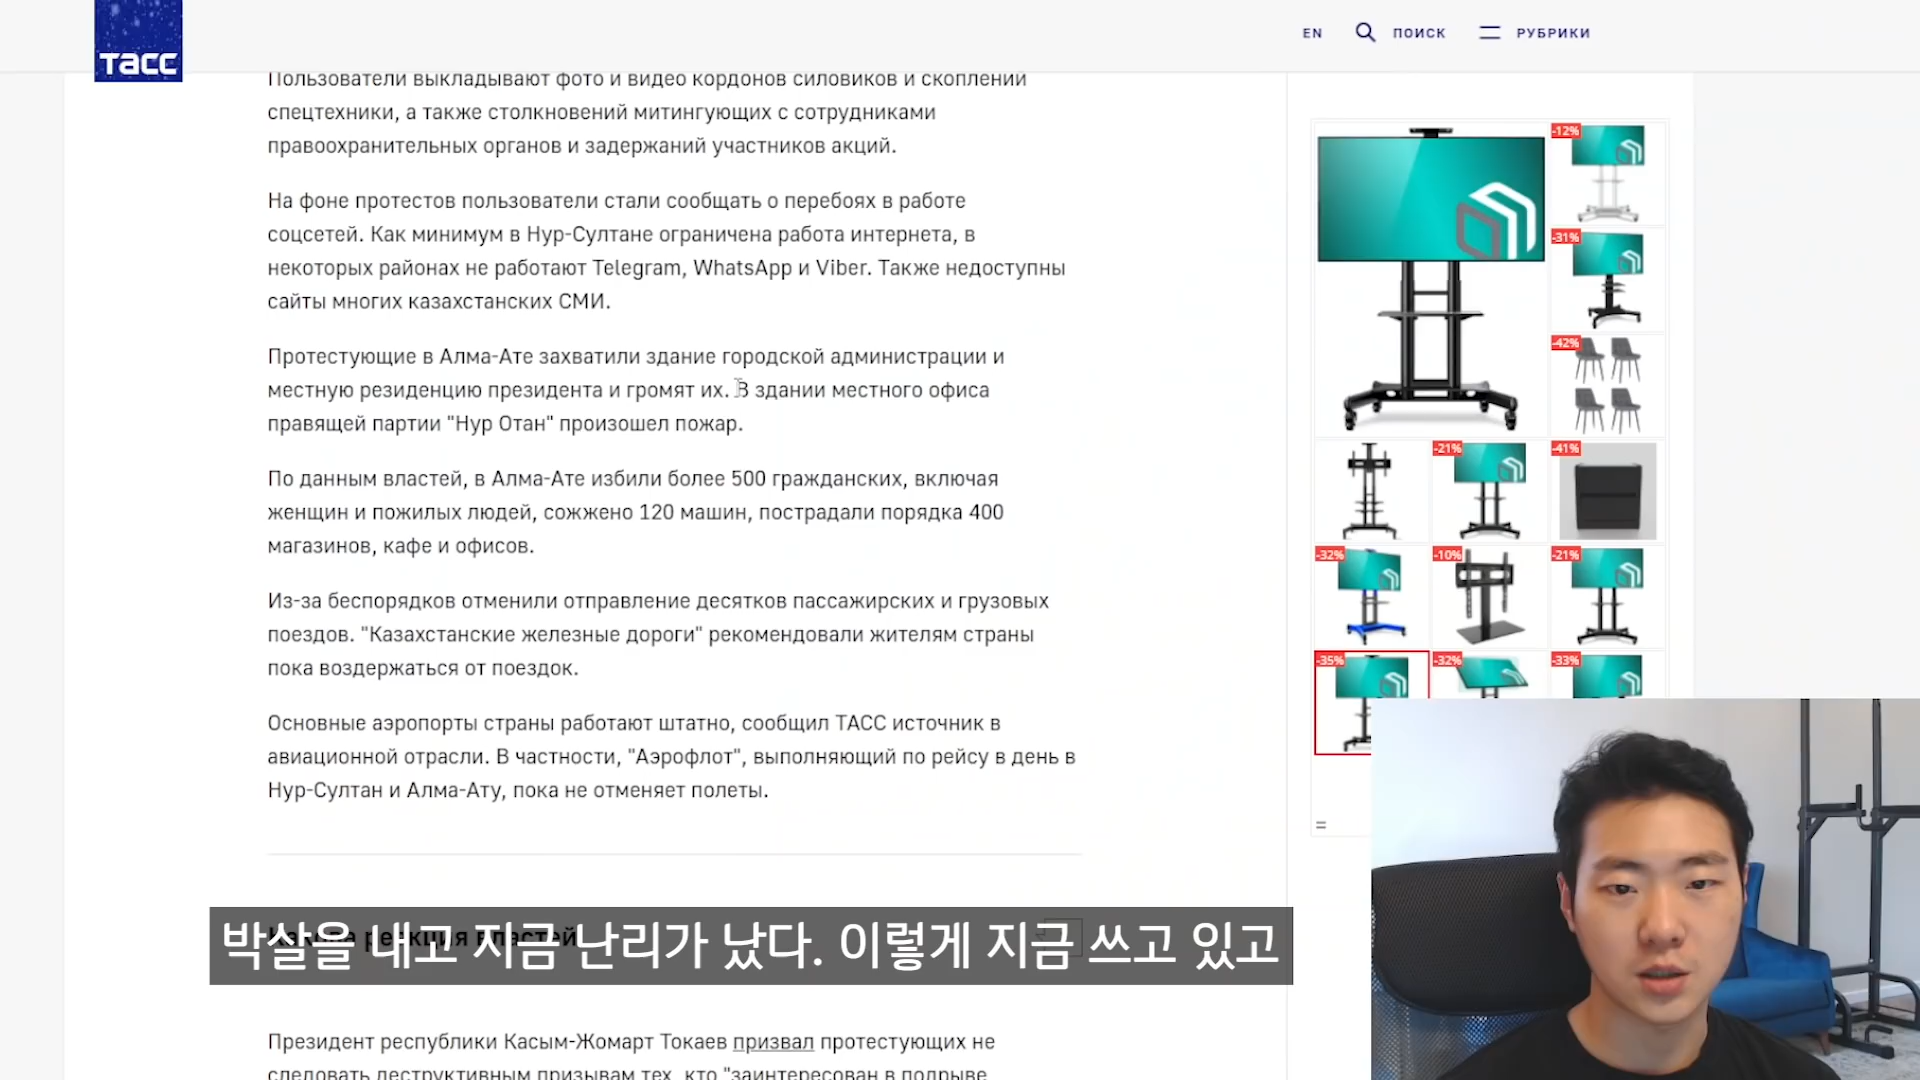 тасс
EN
ПОИСК
РУБРИКИ
Пользователи выкладывают фото и видео кордонов силовиков и скоплений
спецтехники, а также столкновений митингующих с сотрудниками
правоохранительных органов и задержаний участников акций.
На фоне протестов пользователи стали сообщать о перебоях в работе
соцсетей. Как минимум в Нур-Султане ограничена работа интернета, в
некоторых районах не работают Telegram, WhatsApp и Viber. Также недоступны
сайты многих казахстанских СМИ.
Протестующие в Алма-Ате захватили здание городской администрации и
местную резиденцию президента и громят их. В здании местного офиса
правящей партии "Нур Отан" произошел пожар.
По данным властей, в Алма-Ате избили более 500 гражданских, включая
женщин и пожилых людей, сожжено 120 машин, пострадали порядка 400
магазинов, кафе и офисов.
Из-за беспорядков отменили отправление десятков пассажирских и грузовых
поездов. "Казахстанские железные дороги" рекомендовали жителям страны
пока воздержаться от поездок.
Основные аэропорты страны работают штатно, сообщил ТАСС источник в
авиационной отрасли. В частности, "Аэрофлот", выполняющий по рейсу в день в
Нур-Султан и Алма-Ату, пока не отменяет полеты.
박살을 내고 지금 난리가 났다. 이렇게 지금 쓰고 있고
Президент республики Касым-Жомарт Токаев призвал протестующих не
следовать деструктивным призывам тех, кто "заинтересован в подрыве
-12%
-31%
-42%
-21%
-41%
-32%
-10%
-21%
-35%
-32%
-33%